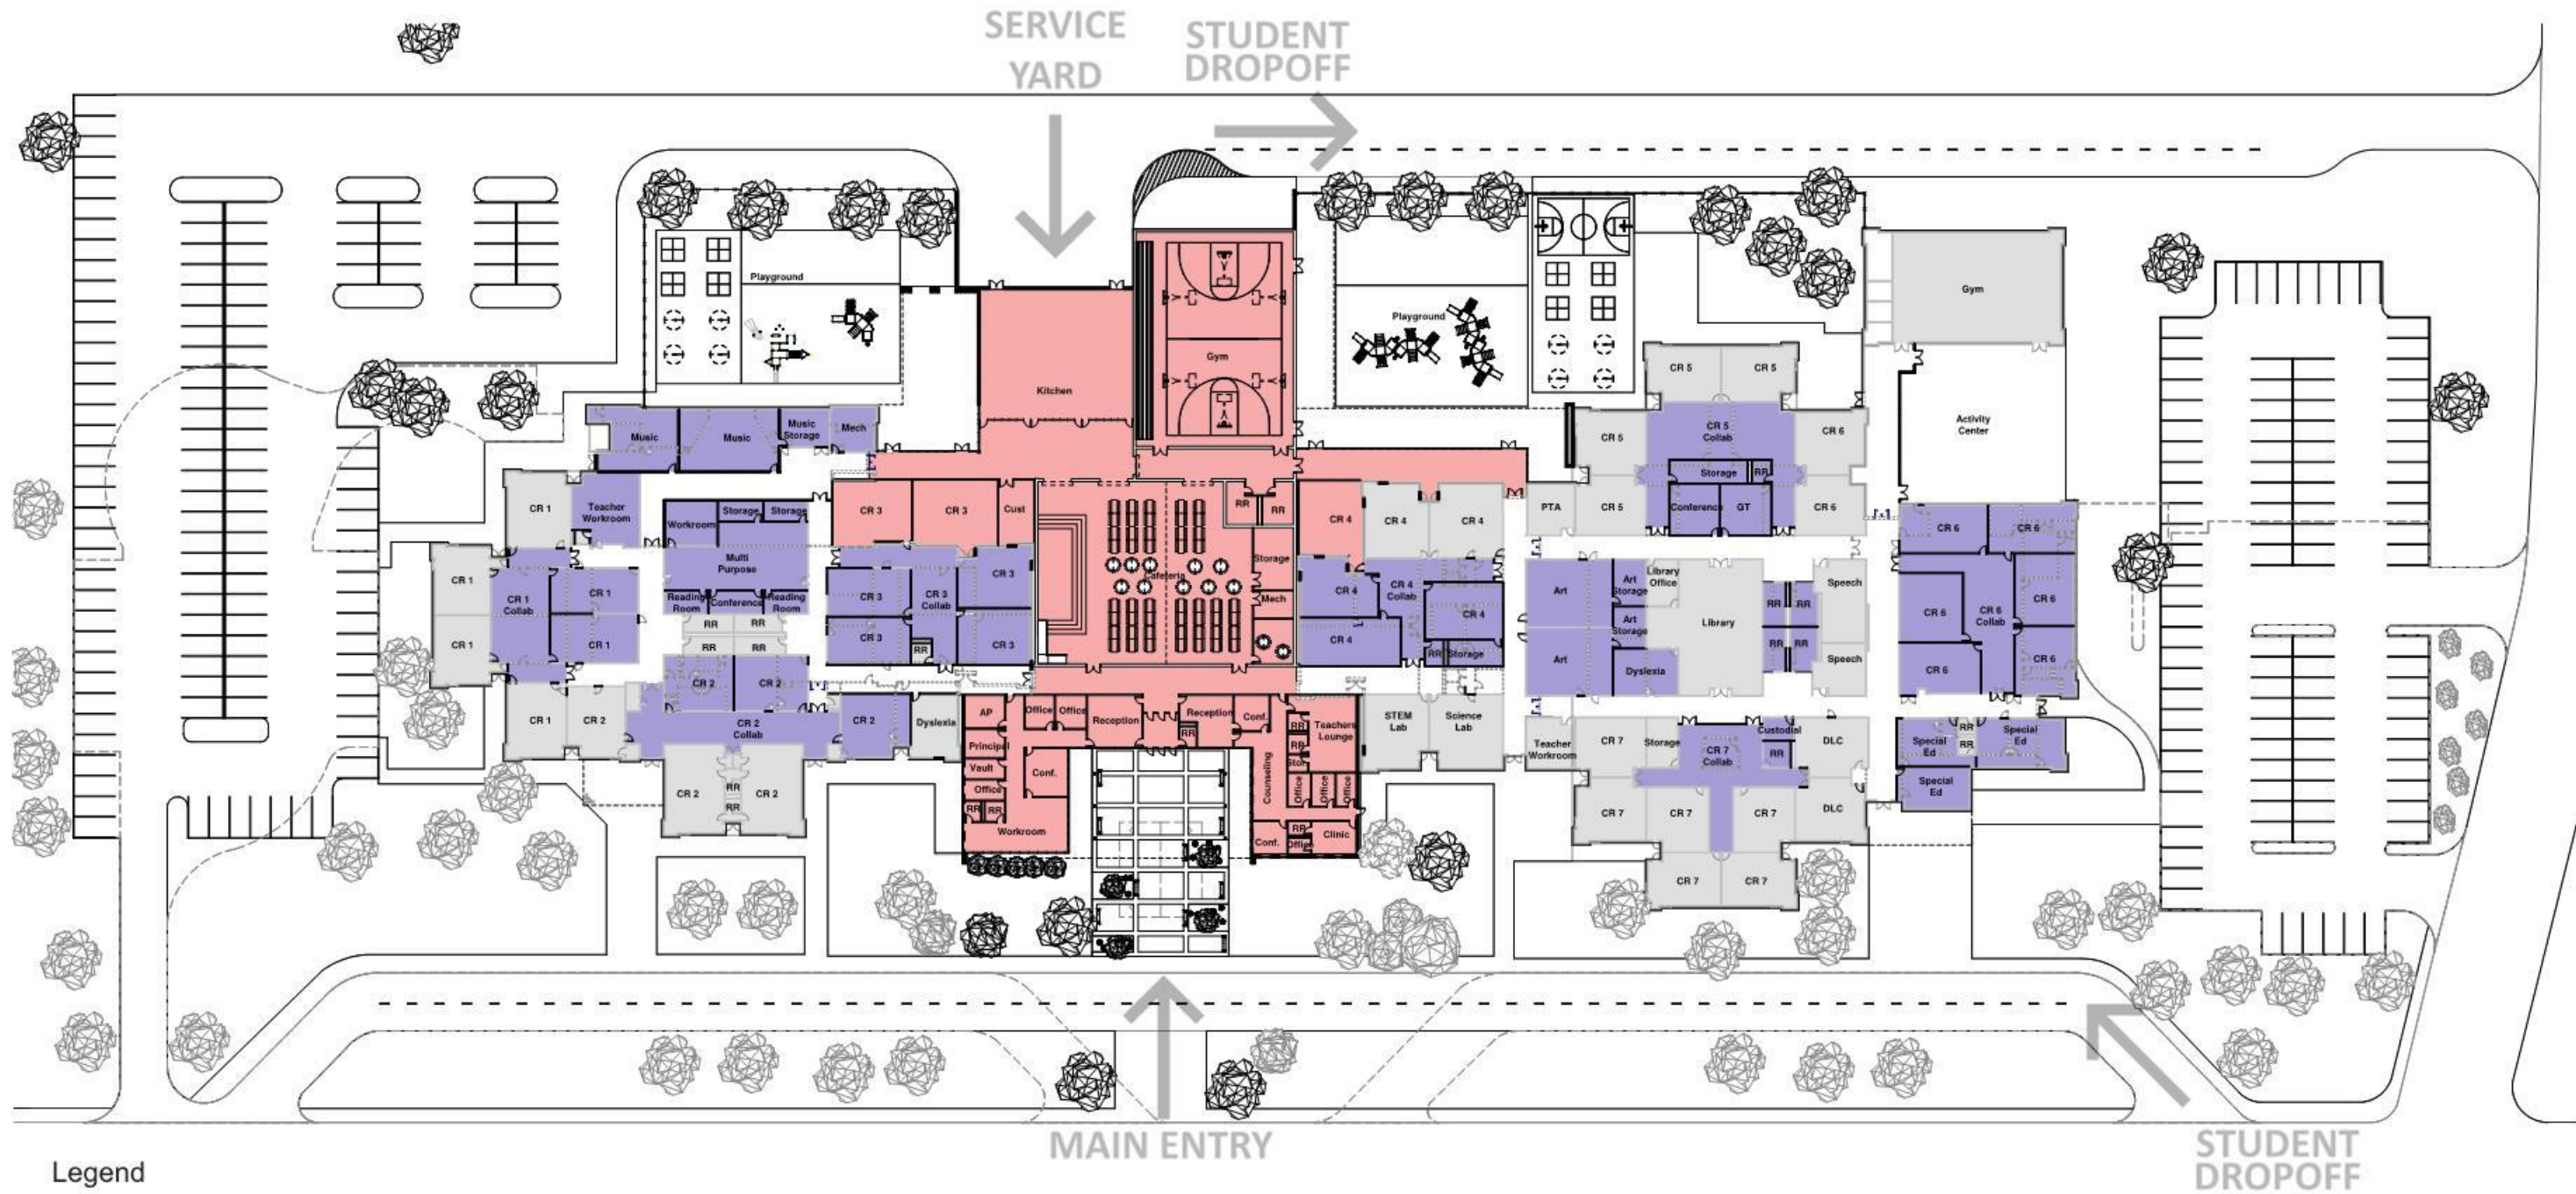 SERVICE
YARD
STUDENT
DROPOFF
Playground
Kitchen
Gym
Playground
Gym
Activity
Center
Music
Music
Music
Storage
Mech
CR 5
CR 5
CR 5
CR 5
Collab
CR 6
Storage
RR
CR 1
Teacher
Workroom
Workroom
Storage
Storage
CR 3
CR 3
Cust
RR
RR
CR 4
CR 4
CR 4
PTA
CR 5
Conference
GT
CR 6
CR 6
CR 6
CR 1
CR 1
Collab
CR 1
Multi
Purpose
Reading
Room
Conference
Reading
Room
CR 3
CR 3
Collab
CR 3
Cafeteria
Storage
Mech
CR 4
CR 4
Collab
CR 4
Art
Art
Storage
Library
Office
Library
RR
RR
Speech
CR 6
CR 6
Collab
CR 6
CR 1
CR 1
RR
RR
RR
RR
CR 3
RR
CR 3
CR 4
RR
Storage
Art
Art
Storage
Dyslexia
RR
RR
Speech
CR 6
CR 6
CR 2
CR 2
CR 1
CR 2
CR 2
Collab
CR 2
Dyslexia
AP
Office
Office
Reception
Reception
RR
Conf.
RR
RR
Stor
Teachers
Lounge
STEM
Lab
Science
Lab
Teacher
Workroom
CR 7
Storage
CR 7
Collab
Custodial
RR
DLC
Special
Ed
RR
RR
Special
Ed
Principal
Vault
Office
RR
RR
Conf.
Workroom
Counseling
Office
Office
Office
Conf.
RR
Office
Clinic
CR 2
RR
RR
CR 2
CR 7
CR 7
CR 7
DLC
Special
Ed
CR 7
CR 7
MAIN ENTRY
STUDENT
DROPOFF
Legend